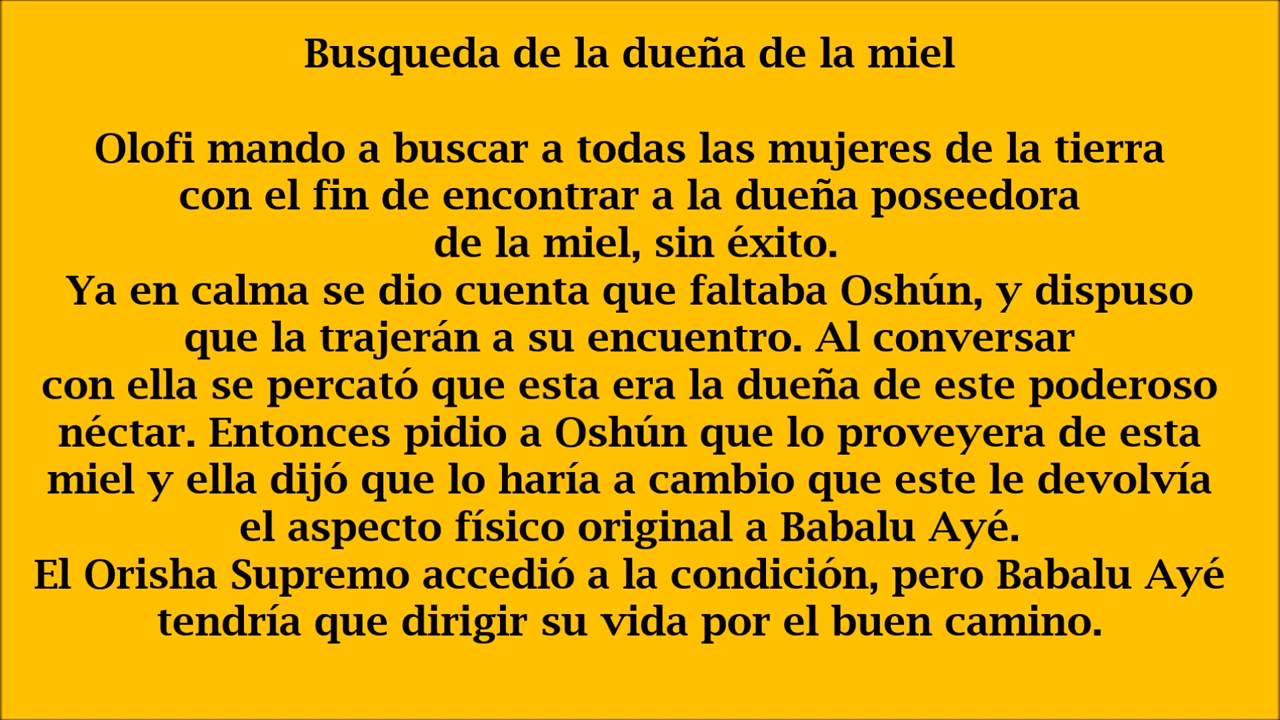 Busqueda de la dueña de la miel
Olofi mando a buscar a todas las mujeres de la tierra
con el fin de encontrar a la dueña poseedora
de la miel, sin éxito.
Ya en calma se dio cuenta que faltaba Oshún, y dispuso
que la trajerán a su encuentro. Al conversar
con ella se percató que esta era la dueña de este poderoso
néctar. Entonces pidio a Oshún que lo proveyera de esta
miel y ella dijó que lo haría a cambio que este le devolvía
el aspecto físico original a Babalu Ayé.
El Orisha Supremo accedió a la condición, pero Babalu Ayé
tendría que dirigir su vida por el buen camino.